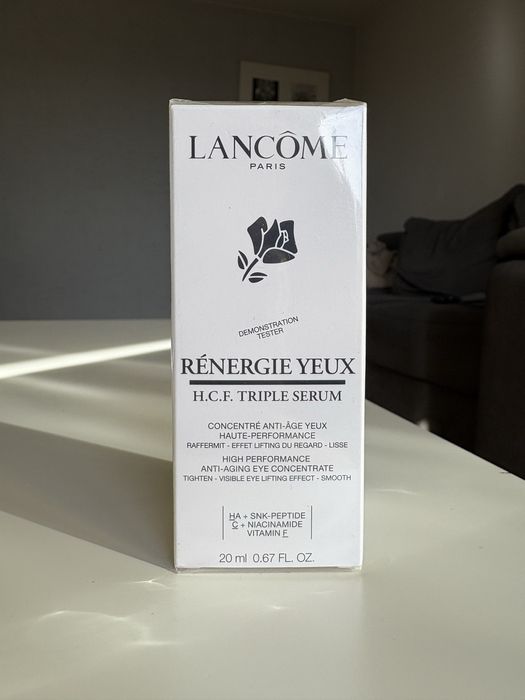 LANCÔME
PARIS
DEMONSTRATION
TESTER
RÉNERGIE YEUX
H.C.F. TRIPLE SERUM
CONCENTRÉ ANTI-ÂGE YEUX
HAUTE-PERFORMANCE
RAFFERMIT - EFFET LIFTING DU REGARD - LISSE
HIGH PERFORMANCE
ANTI-AGING EYE CONCENTRATE
TIGHTEN - VISIBLE EYE LIFTING EFFECT - SMOOTH
HA + SNK-PEPTIDE
C + NIACINAMIDE
VITAMIN F
20 ml 0.67 FL. OZ.